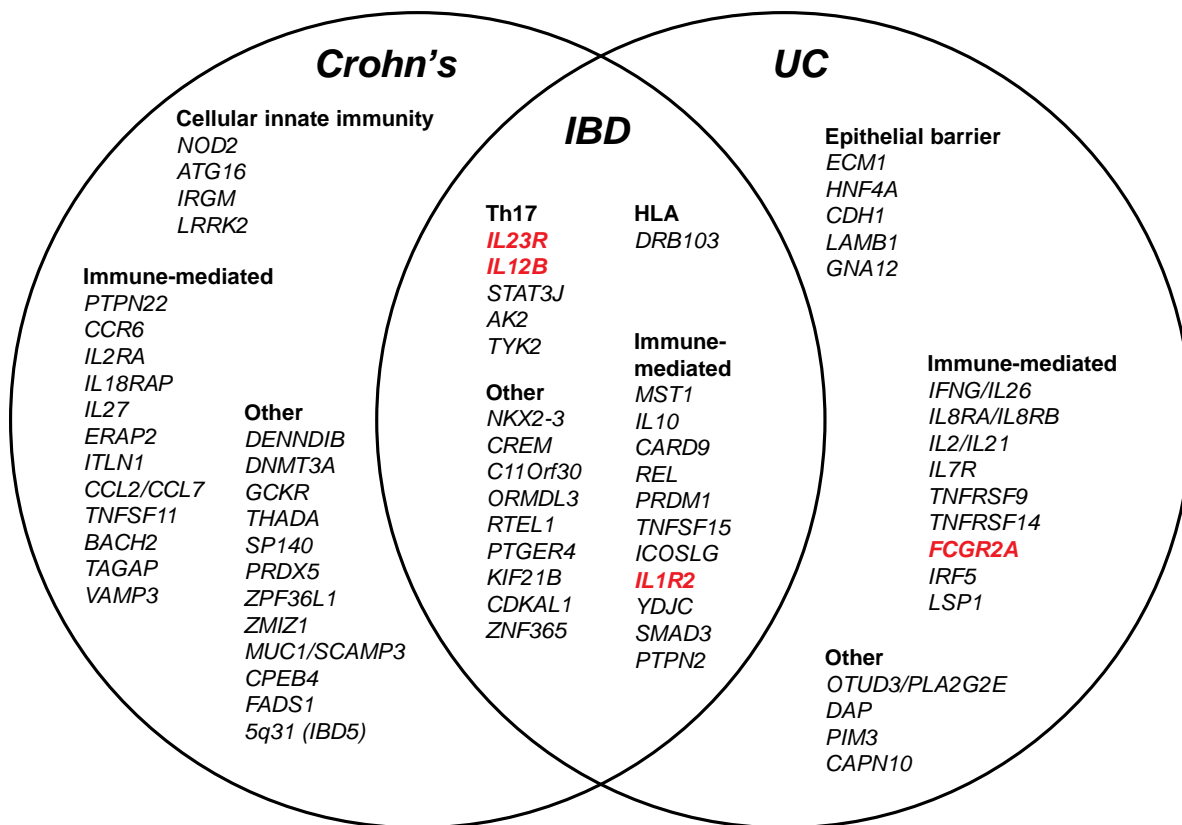 Crohn's
UC
IBD
Cellular innate immunity
NOD2
ATG16
IRGM
LRRK2
Immune-mediated
PTPN22
CCR6
IL2RA
IL18RAP
IL27
ERAP2
ITLN1
CCL2/CCL7
TNFSF11
BACH2
TAGAP
VAMP3
Other
DENNDIB
DNMT3A
GCKR
THADA
SP140
PRDX5
ZPF36L1
ZMIZ1
MUC1/SCAMP3
CPEB4
FADS1
5q31 (IBD5)
Th17
IL23R
IL12B
STAT3J
AK2
TYK2
Other
NKX2-3
CREM
C11Orf30
ORMDL3
RTEL1
PTGER4
KIF21B
CDKAL1
ZNF365
HLA
DRB103
Immune-
mediated
MST1
IL10
CARD9
REL
PRDM1
TNFSF15
ICOSLG
IL1R2
YDJC
SMAD3
PTPN2
Epithelial barrier
ECM1
HNF4A
CDH1
LAMB1
GNA12
Immune-mediated
IFNG/IL26
IL8RA/IL8RB
IL2/IL21
IL7R
TNFRSF9
TNFRSF14
FCGR2A
IRF5
LSP1
Other
OTUD3/PLA2G2E
DAP
PIM3
CAPN10